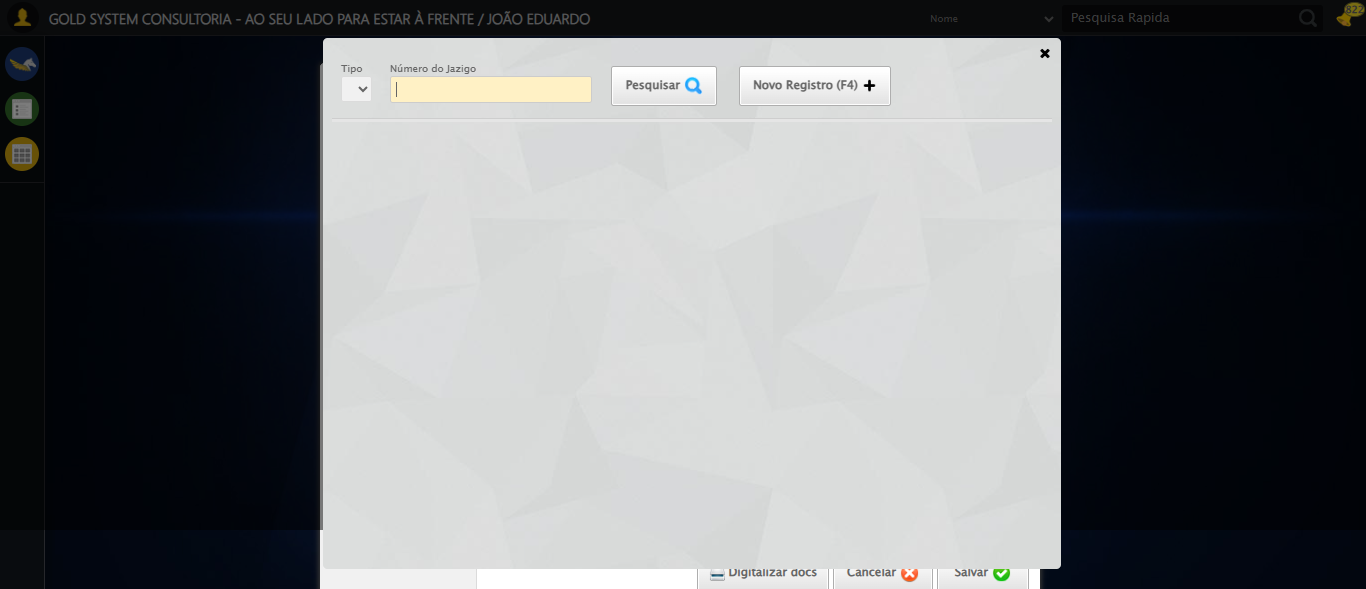 GOLD SYSTEM CONSULTORIA - AO SEU LADO PARA ESTAR À FRENTE / JOÃO EDUARDO
Nome
Pesquisa Rapida
822
Tipo
Número do Jazigo
Pesquisar
Novo Registro (F4)
Digitalizar docs
Cancelar
Salvar